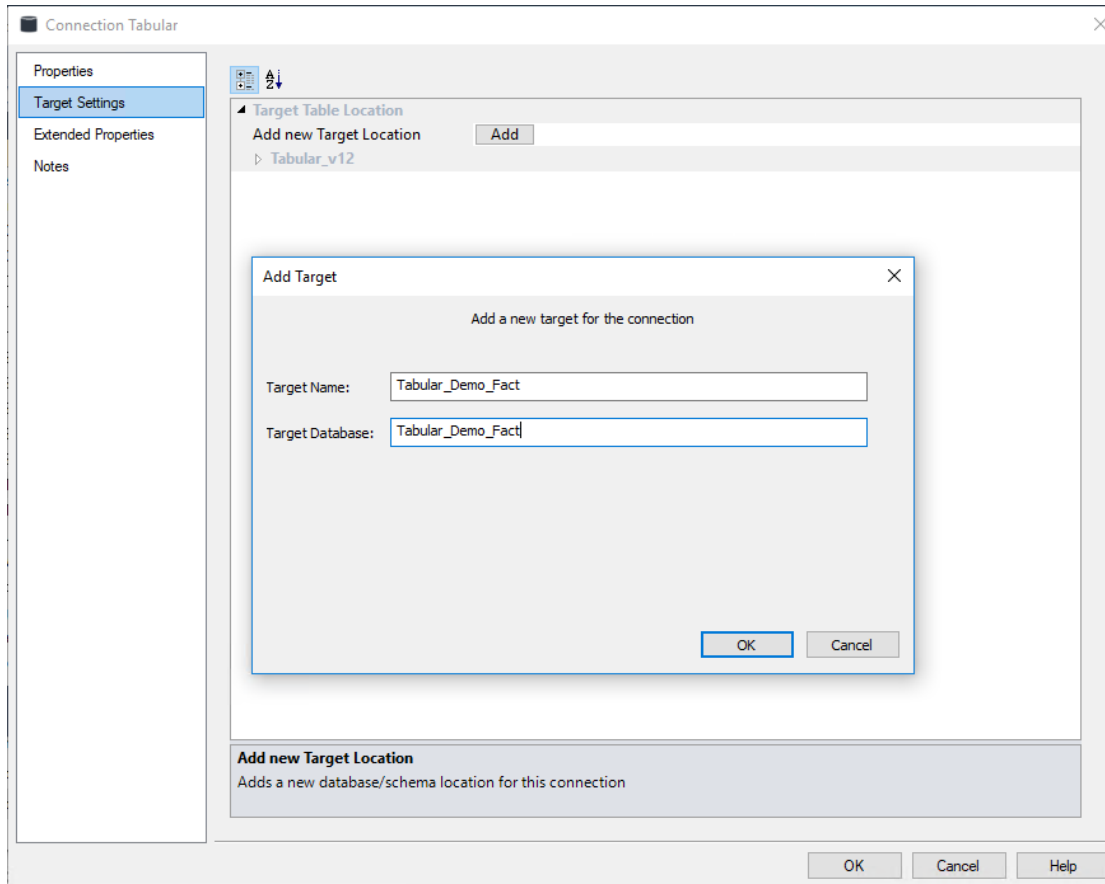 Connection Tabular
Properties
Target Settings
Extended Properties
Notes
Target Table Location
Add new Target Location Add
Tabular_v12
Add Target
Add a new target for the connection
Target Name: Tabular_Demo_Fact
Target Database: Tabular_Demo_Fact
OK Cancel
Add new Target Location
Adds a new database/schema location for this connection
OK Cancel Help